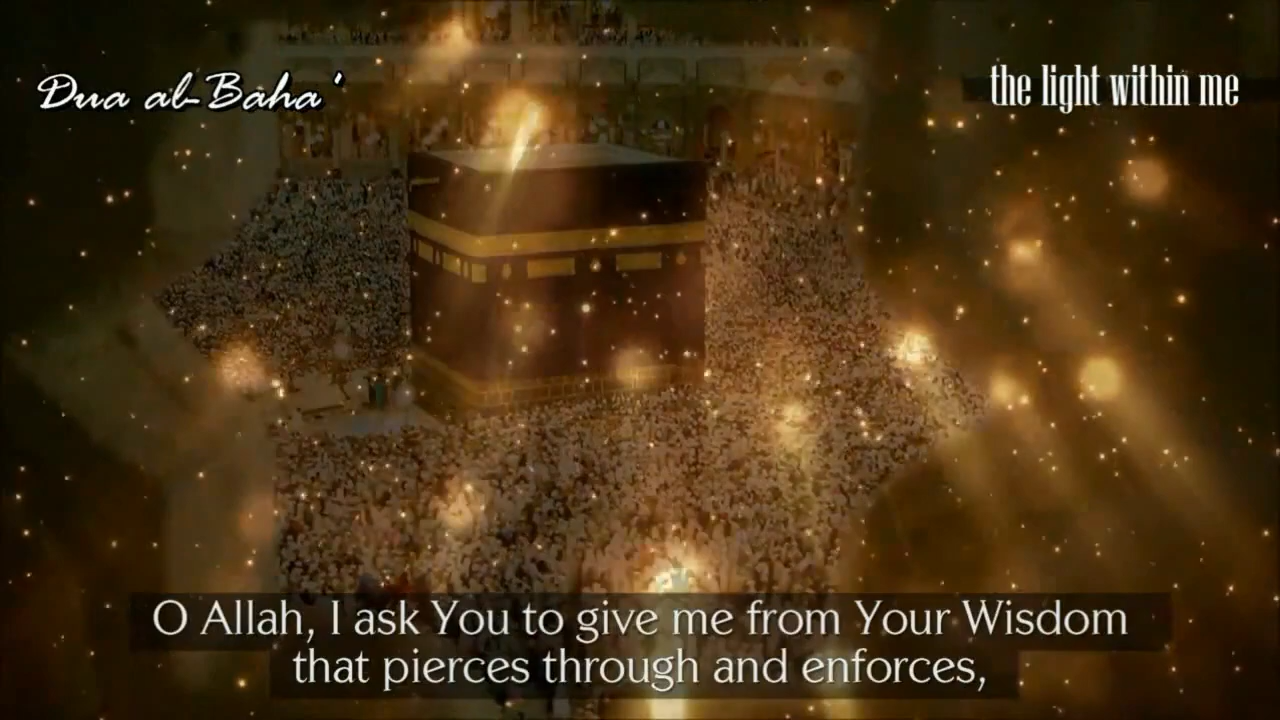 Dua al-Baha'
the light within me
O Allah, I ask You to give me from Your Wisdom
that pierces through and enforces,